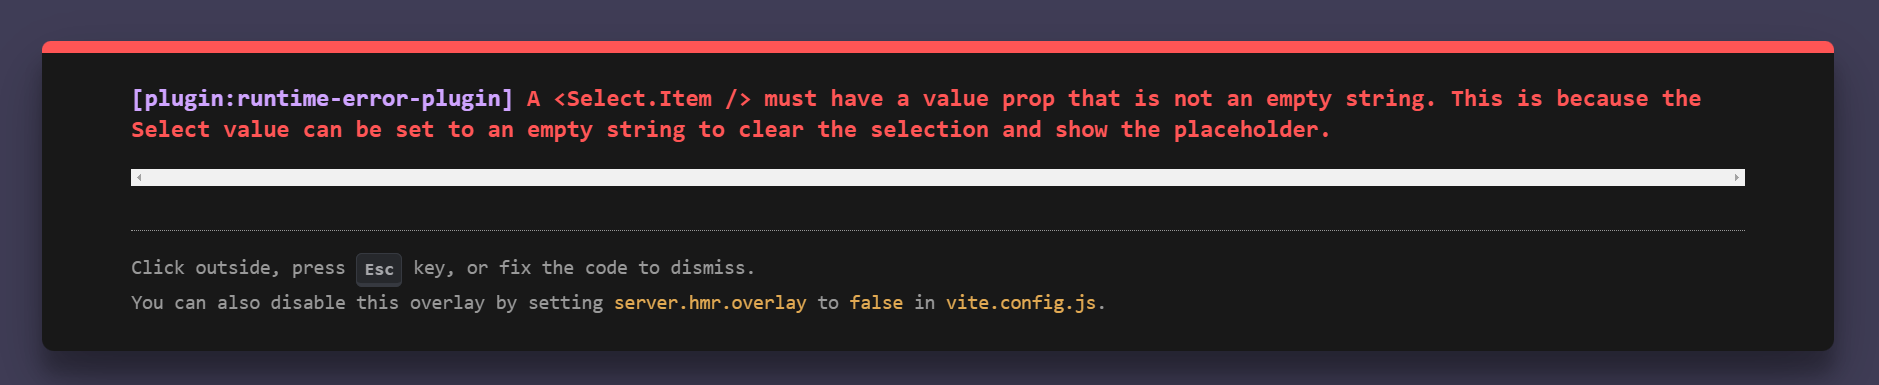 [plugin:runtime-error-plugin] A <Select.Item /> must have a value prop that is not an empty string. This is because the
Select value can be set to an empty string to clear the selection and show the placeholder.
Click outside, press Esc key, or fix the code to dismiss.
You can also disable this overlay by setting server.hmr.overlay to false in vite.config.js.